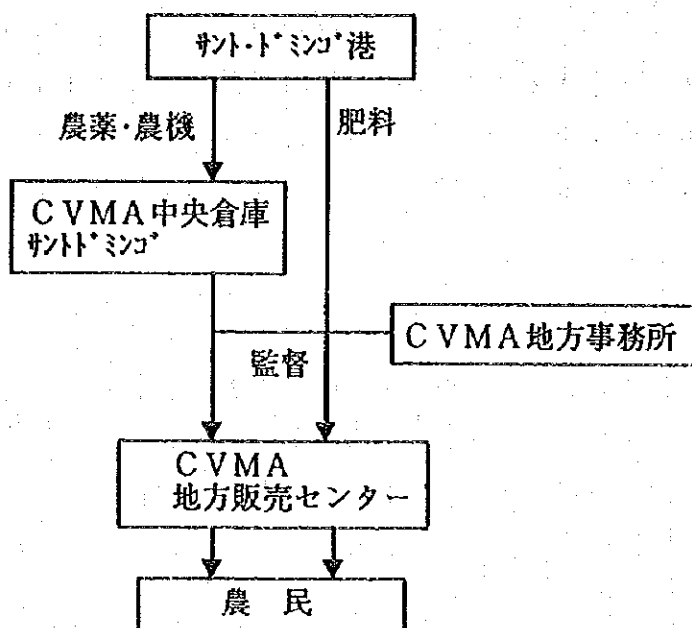 ｻﾝﾄ・ﾄﾞﾐﾝｺﾞ港
農薬・農機
肥料
ＣＶＭＡ中央倉庫
ｻﾝﾄﾄﾞﾐﾝｺﾞ
ＣＶＭＡ地方事務所
監督
ＣＶＭＡ
地方販売センター
農　民